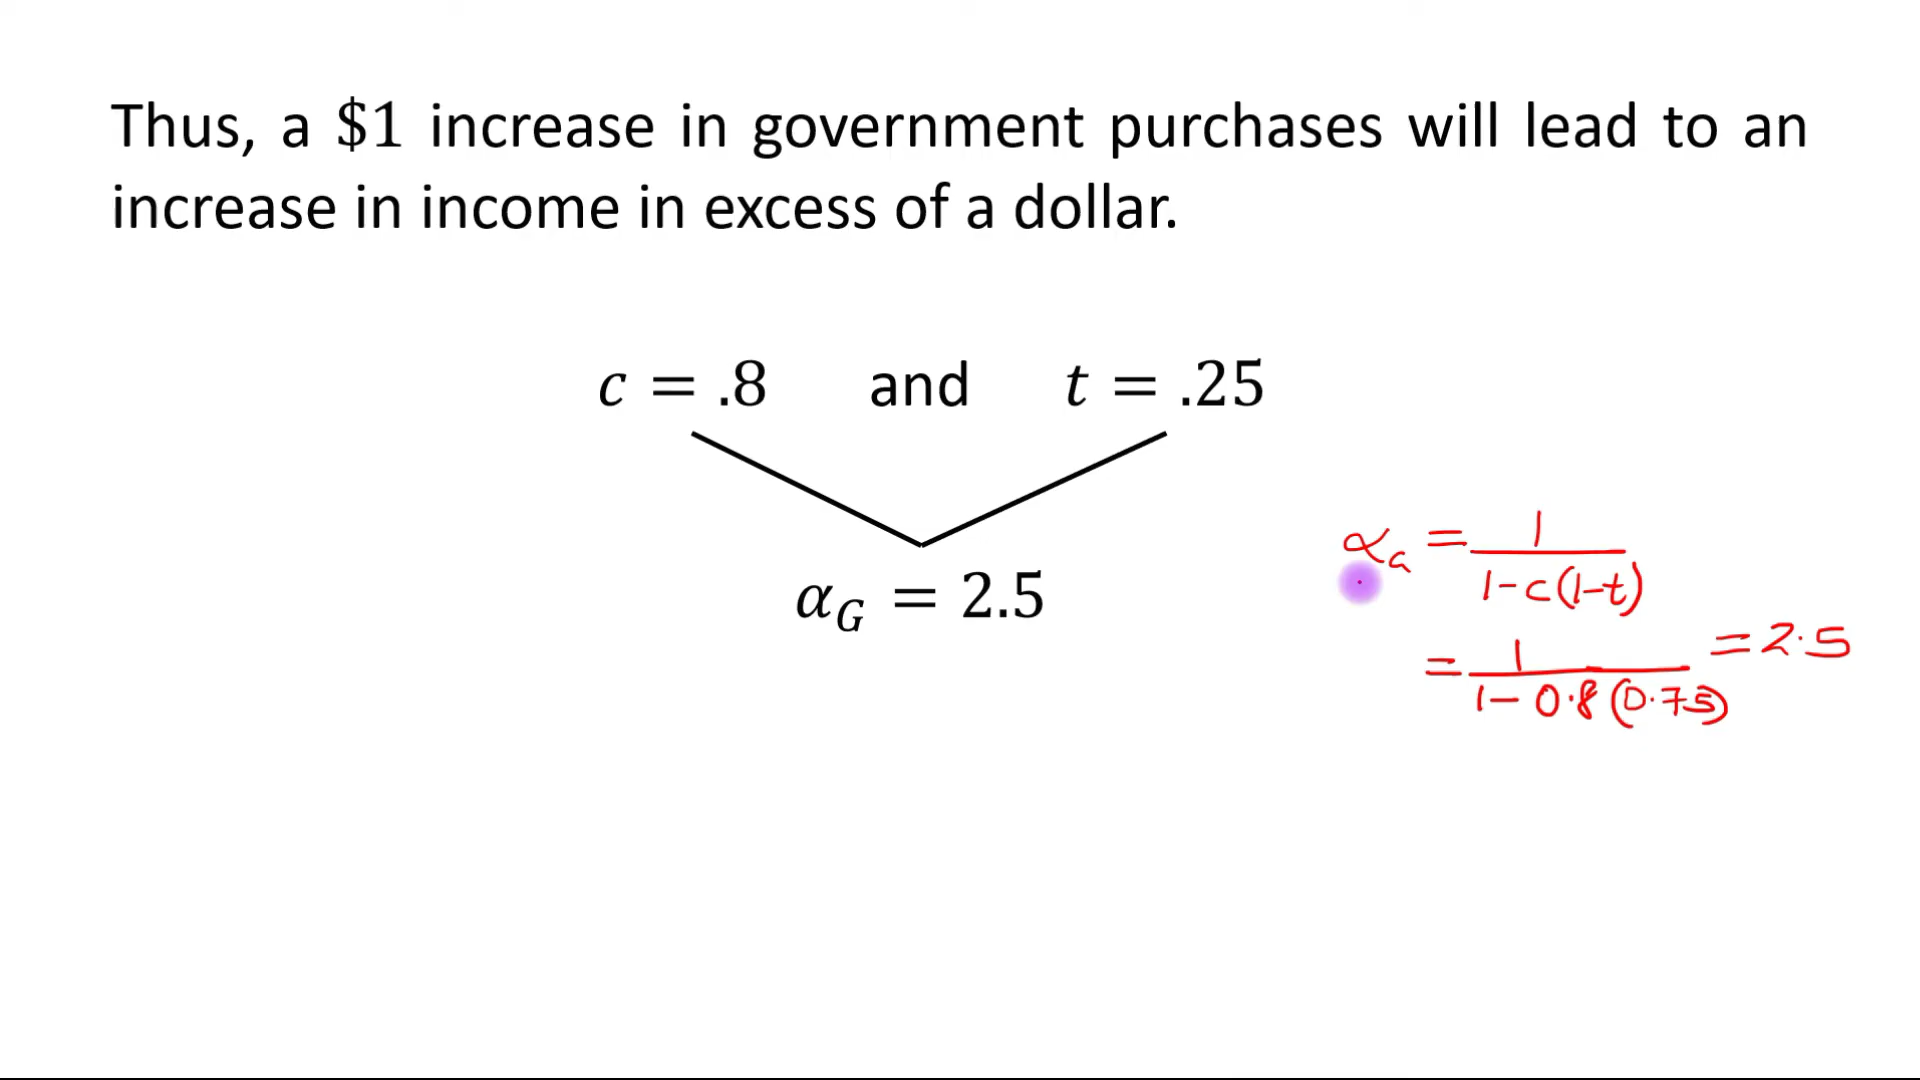 Thus, a $1 increase in government purchases will lead to an
increase in income in excess of a dollar.
c = .8 and t = .25
α_G = 2.5
α_G = 1/(1-c(1-t))
= 1/(1-0.8(0.75)) = 2.5